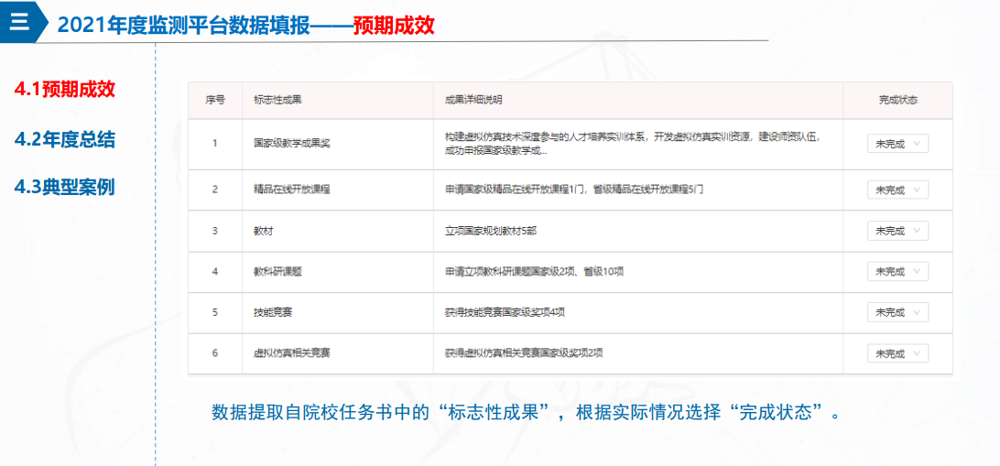 三
2021年度监测平台数据填报——预期成效
4.1预期成效
4.2年度总结
4.3典型案例
序号 标志性成果 成果详细说明 完成状态
1 国家级教学成果奖 构建虚拟仿真技术深度参与的人才培养实训体系，开发虚拟仿真实训资源，建设师资队伍，
成功申报国家级教学成... 未完成
2 精品在线开放课程 申请国家级精品在线开放课程1门，省级精品在线开放课程5门 未完成
3 教材 立项国家规划教材5部 未完成
4 教科研课题 申请立项教科研课题国家级2项、省级10项 未完成
5 技能竞赛 获得技能竞赛国家级奖项4项 未完成
6 虚拟仿真相关竞赛 获得虚拟仿真相关竞赛国家级奖项2项 未完成
数据提取自院校任务书中的“标志性成果”，根据实际情况选择“完成状态”。